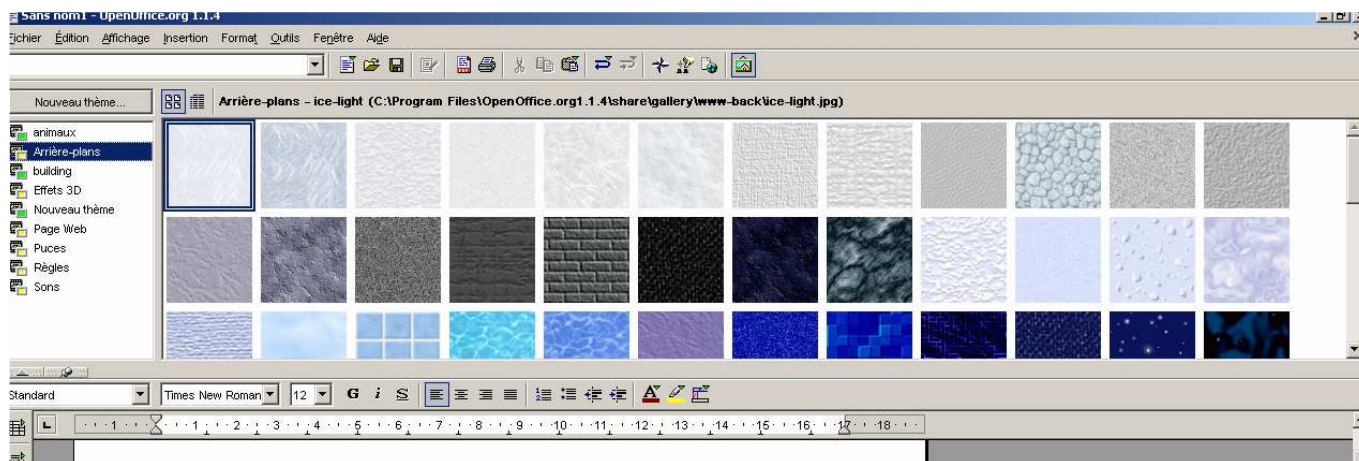 Sans nom1 - OpenOffice.org 1.1.4
Fichier Édition Affichage Insertion Format Outils Fenêtre Aide
Nouveau thème... Arrière-plans - ice-light (C:\Program Files\OpenOffice.org1.1.4\share\gallery\www-back\ice-light.jpg)
animaux
Arrière-plans
building
Effets 3D
Nouveau thème
Page Web
Puces
Règles
Sons
Standard Times New Roman 12 G i S A
1 1 2 3 4 5 6 7 8 9 10 11 12 13 14 15 16 17 18